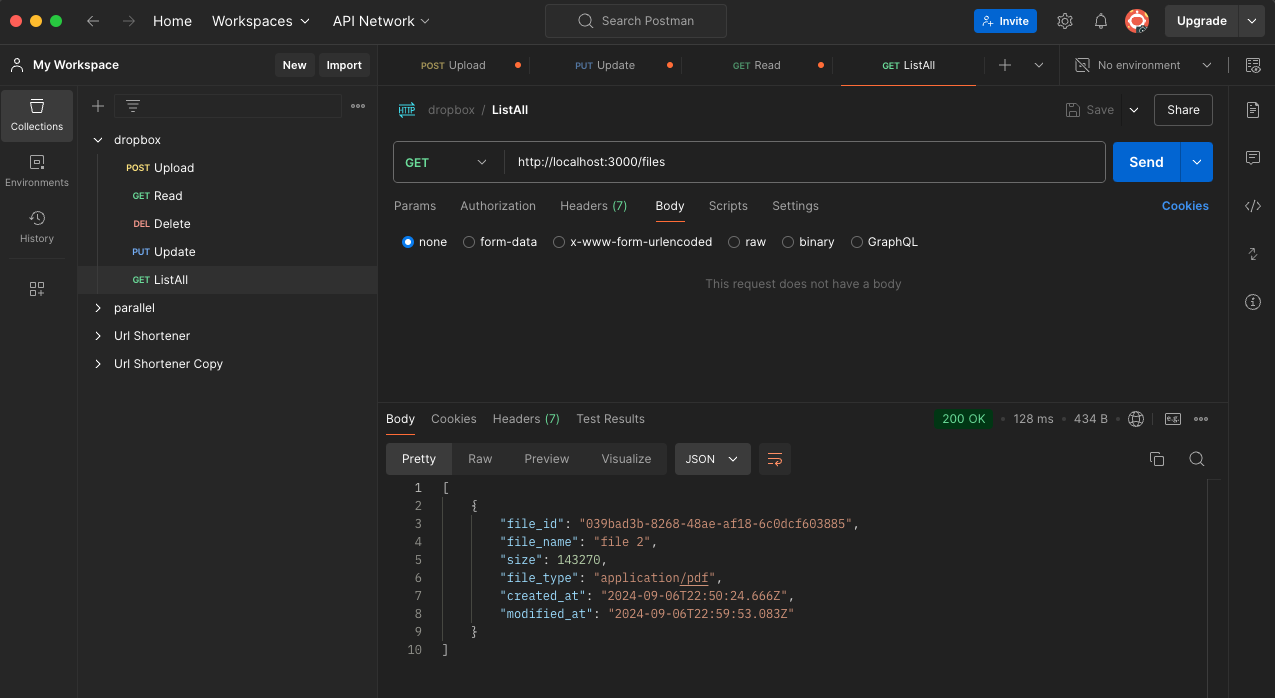 Home Workspaces API Network Search Postman Invite Upgrade
My Workspace New Import POST Upload PUT Update GET Read GET ListAll No environment
Collections
Environments
History
dropbox
POST Upload
GET Read
DEL Delete
PUT Update
GET ListAll
parallel
Url Shortener
Url Shortener Copy
HTTP dropbox / ListAll Save Share
GET http://localhost:3000/files Send
Params Authorization Headers (7) Body Scripts Settings Cookies
none form-data x-www-form-urlencoded raw binary GraphQL
This request does not have a body
Body Cookies Headers (7) Test Results 200 OK • 128 ms • 434 B • e.g.
Pretty Raw Preview Visualize JSON
1 [
2 {
3 "file_id": "039bad3b-8268-48ae-af18-6c0dcf603885",
4 "file_name": "file 2",
5 "size": 143270,
6 "file_type": "application/pdf",
7 "created_at": "2024-09-06T22:50:24.666Z",
8 "modified_at": "2024-09-06T22:59:53.083Z"
9 }
10 ]